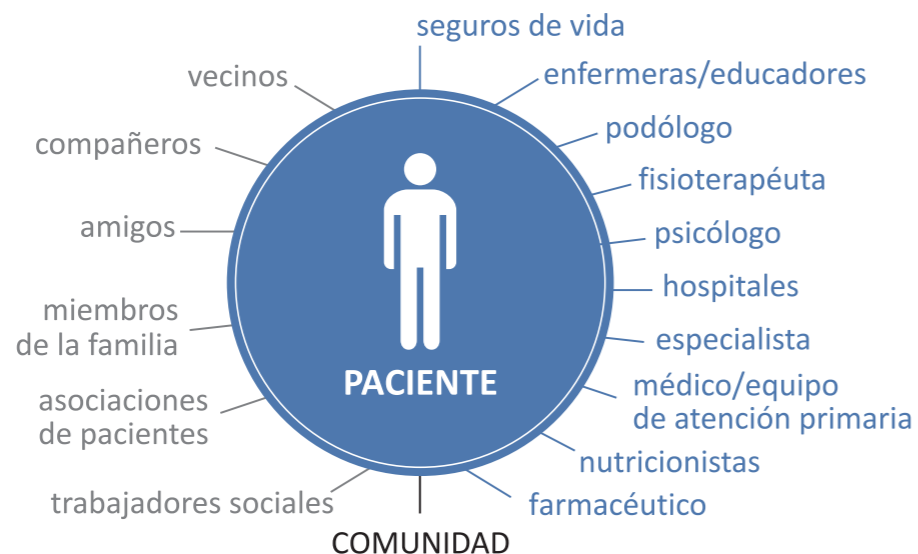 seguros de vida
enfermeras/educadores
podólogo
fisioterapéuta
psicólogo
hospitales
especialista
médico/equipo
de atención primaria
nutricionistas
farmacéutico
COMUNIDAD
trabajadores sociales
asociaciones
de pacientes
miembros
de la familia
amigos
compañeros
vecinos
PACIENTE